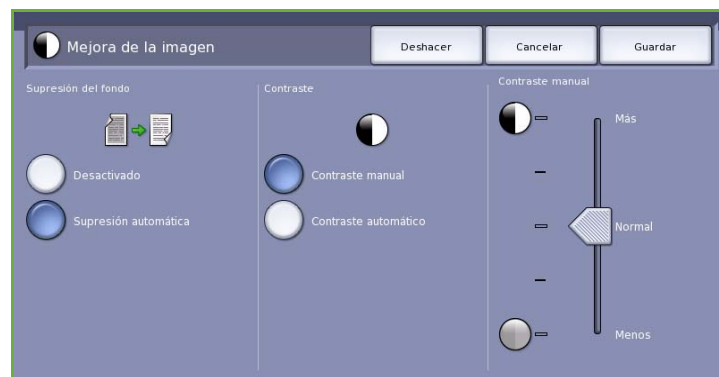 Mejora de la imagen
Deshacer
Cancelar
Guardar
Supresión del fondo
Desactivado
Supresión automática
Contraste
Contraste manual
Contraste automático
Contraste manual
Más
Normal
Menos